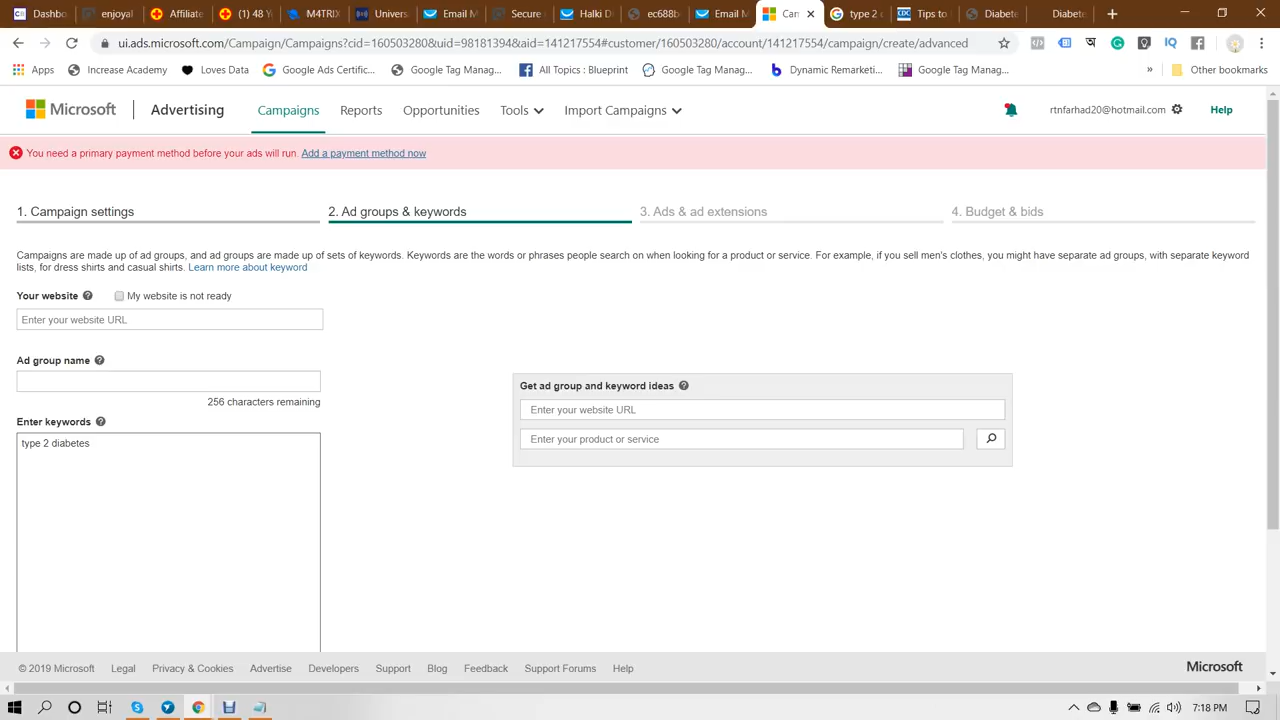 Dashb
enjoyal
Affiliate
(1) 48 Y
M4TRIX
Univers
Email M
Secure
Halki D
ec688b
Email M
Can
type 2 d
Tips to
Diabete
Diabete
ui.ads.microsoft.com/Campaign/Campaigns?cid=160503280&uid=98181394&aid=141217554#customer/160503280/account/141217554/campaign/create/advanced
Apps
Increase Academy
Loves Data
Google Ads Certific...
Google Tag Manag...
All Topics : Blueprint
Google Tag Manag...
Dynamic Remarketi...
Google Tag Manag...
»
Other bookmarks
Microsoft
Advertising
Campaigns
Reports
Opportunities
Tools
Import Campaigns
rtnfarhad20@hotmail.com
Help
You need a primary payment method before your ads will run. Add a payment method now
1. Campaign settings
2. Ad groups & keywords
3. Ads & ad extensions
4. Budget & bids
Campaigns are made up of ad groups, and ad groups are made up of sets of keywords. Keywords are the words or phrases people search on when looking for a product or service. For example, if you sell men's clothes, you might have separate ad groups, with separate keyword
lists, for dress shirts and casual shirts. Learn more about keyword
Your website
My website is not ready
Enter your website URL
Ad group name
256 characters remaining
Enter keywords
type 2 diabetes
Get ad group and keyword ideas
Enter your website URL
Enter your product or service
© 2019 Microsoft
Legal
Privacy & Cookies
Advertise
Developers
Support
Blog
Feedback
Support Forums
Help
Microsoft
7:18 PM